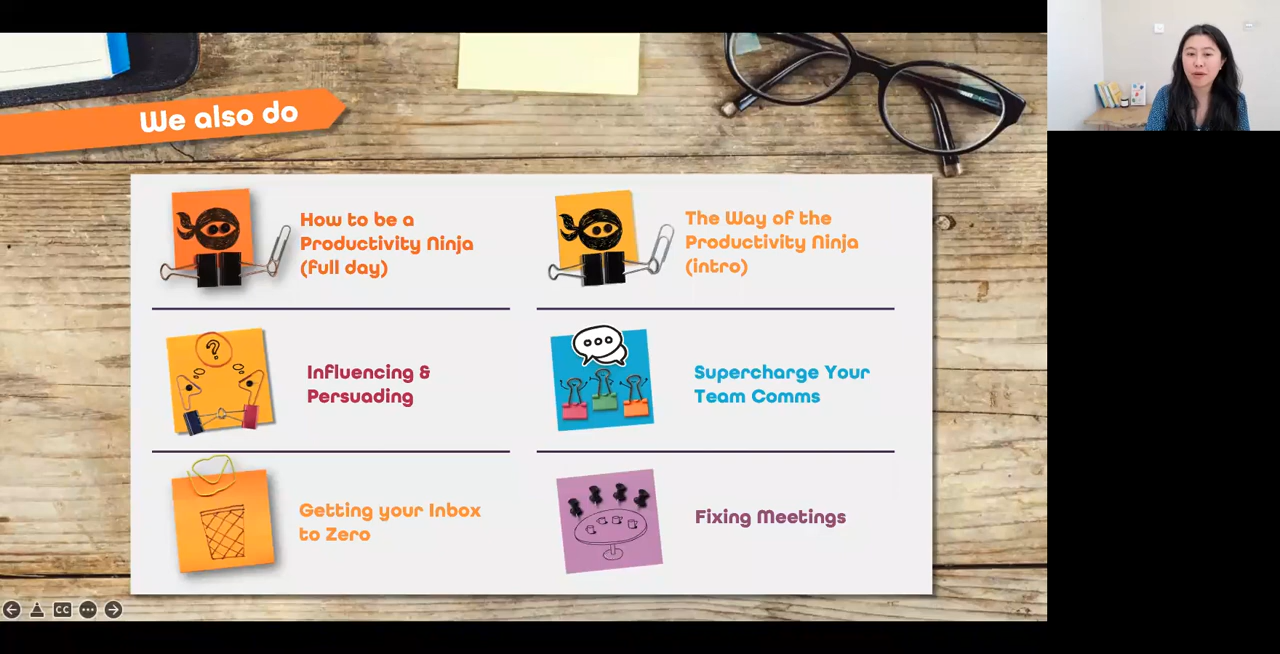 We also do
How to be a
Productivity Ninja
(full day)
The Way of the
Productivity Ninja
(intro)
?
Influencing &
Persuading
Supercharge Your
Team Comms
Getting your Inbox
to Zero
Fixing Meetings
CC